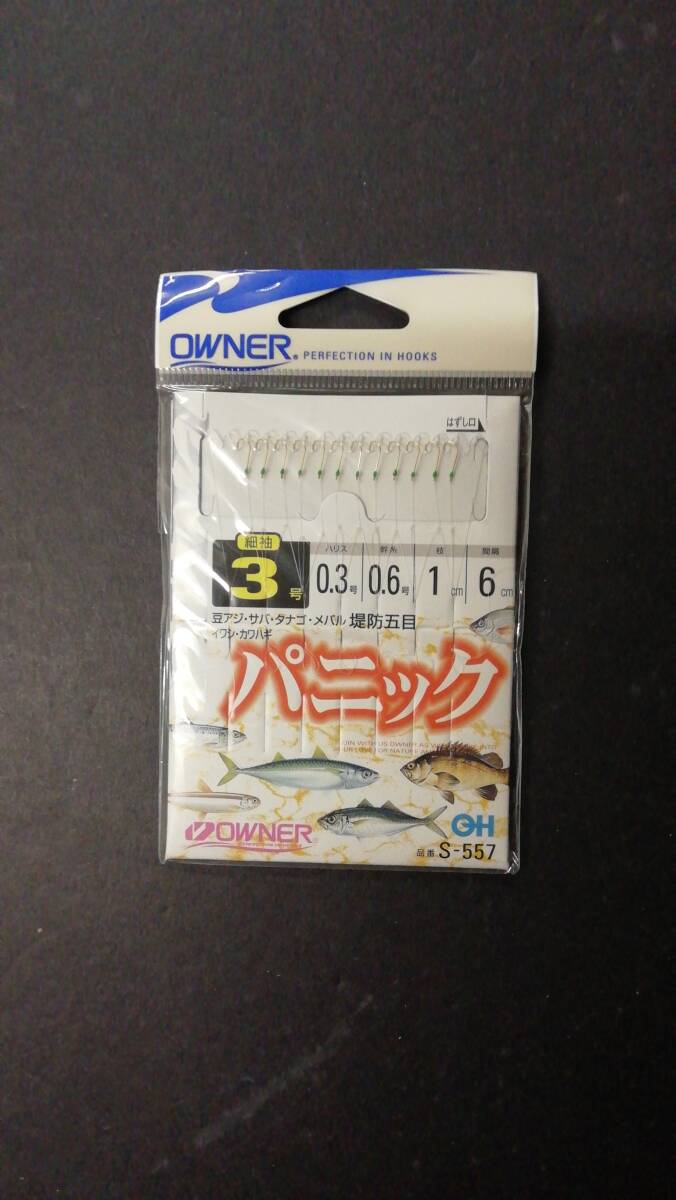 OWNER®
PERFECTION IN HOOKS
はずし口
細袖
3号
ハリス
0.3号
幹糸
0.6号
枝
1cm
間隔
6cm
豆アジ・サバ・タナゴ・メバル 堤防五目
イワシ・カワハギ
パニック
OWNER®
OH
品番 S-557